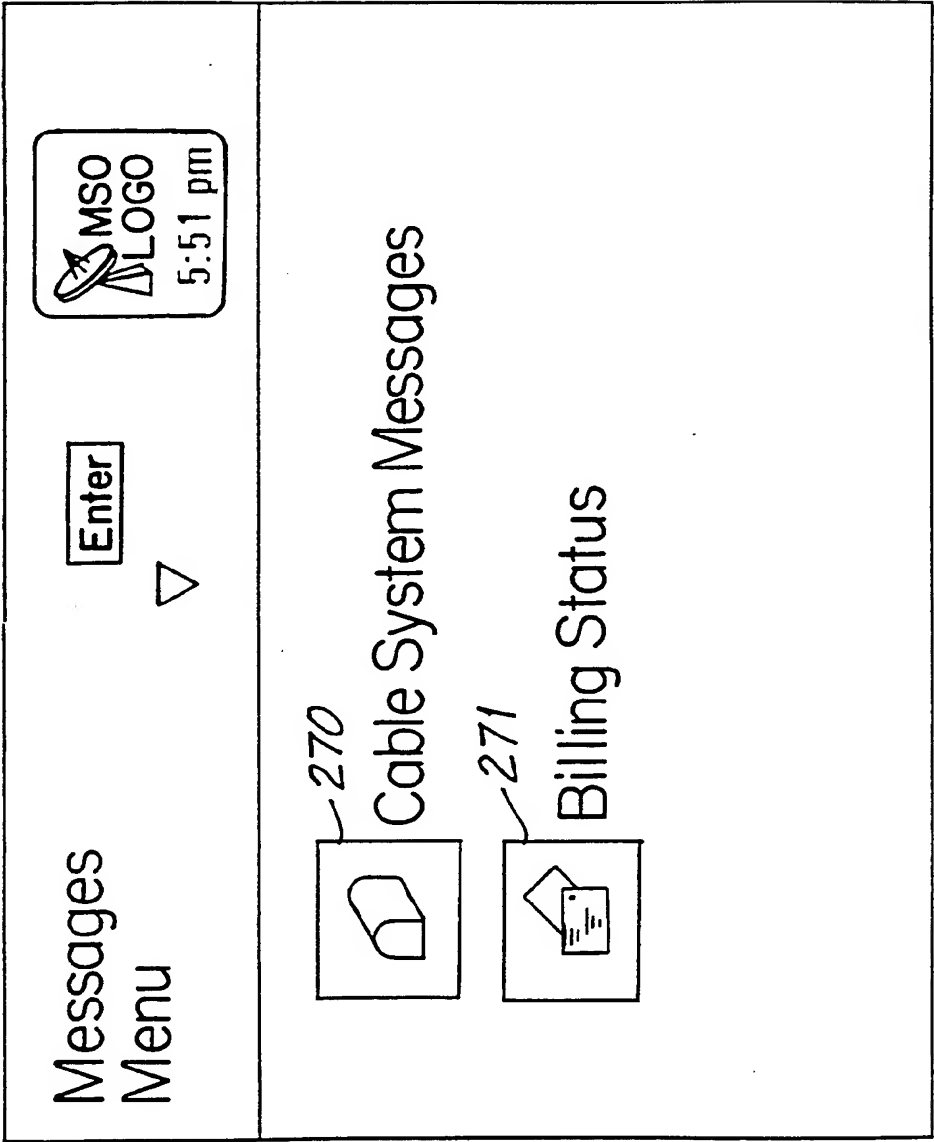 Messages
Menu
Enter
MSO
LOGO
5:51 pm
270
Cable System Messages
271
Billing Status